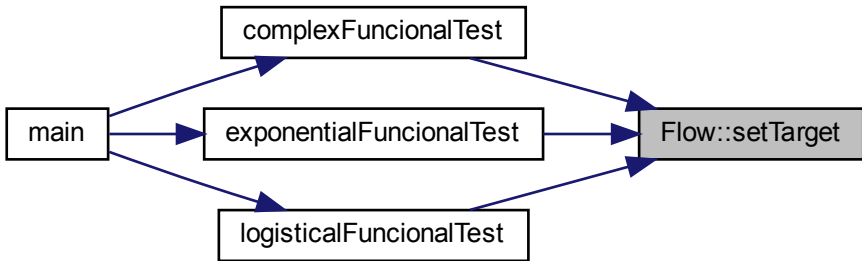 complexFuncionalTest
main
exponentialFuncionalTest
Flow::setTarget
logisticalFuncionalTest